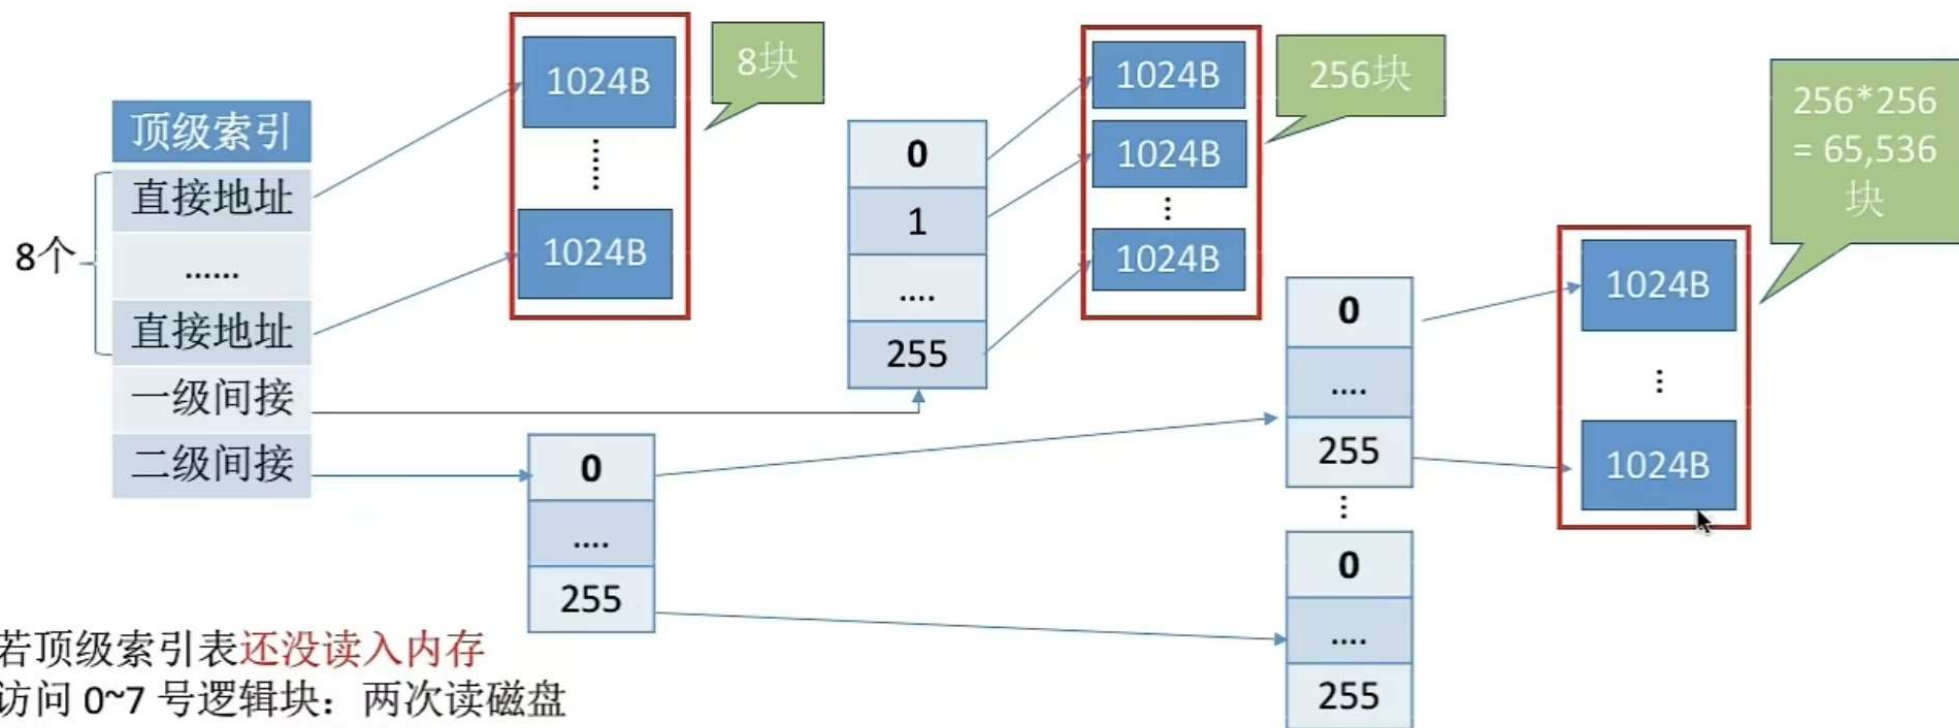 顶级索引
直接地址
......
直接地址
一级间接
二级间接
8个
1024B
1024B
8块
0
1
....
255
1024B
1024B
1024B
256块
0
....
255
0
....
255
0
....
255
1024B
1024B
256*256
= 65,536
块
若顶级索引表还没读入内存
访问 0~7 号逻辑块：两次读磁盘